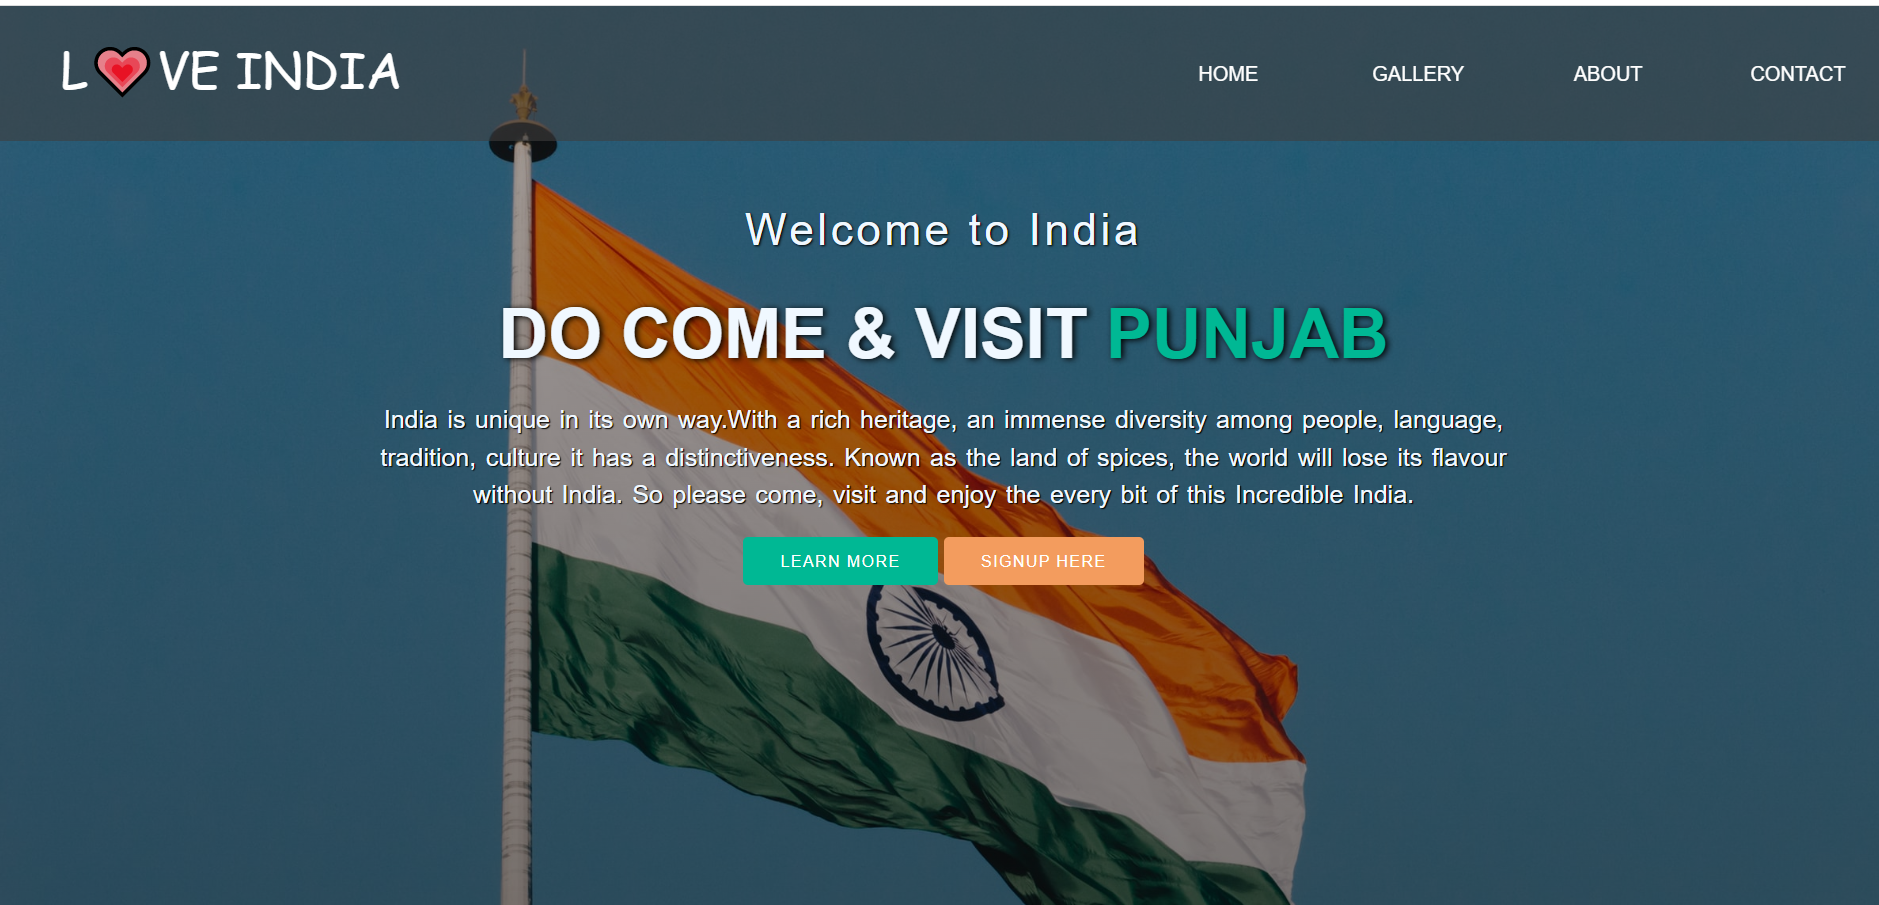 L VE INDIA
HOME GALLERY ABOUT CONTACT
Welcome to India
DO COME & VISIT PUNJAB
India is unique in its own way.With a rich heritage, an immense diversity among people, language,
tradition, culture it has a distinctiveness. Known as the land of spices, the world will lose its flavour
without India. So please come, visit and enjoy the every bit of this Incredible India.
LEARN MORE SIGNUP HERE